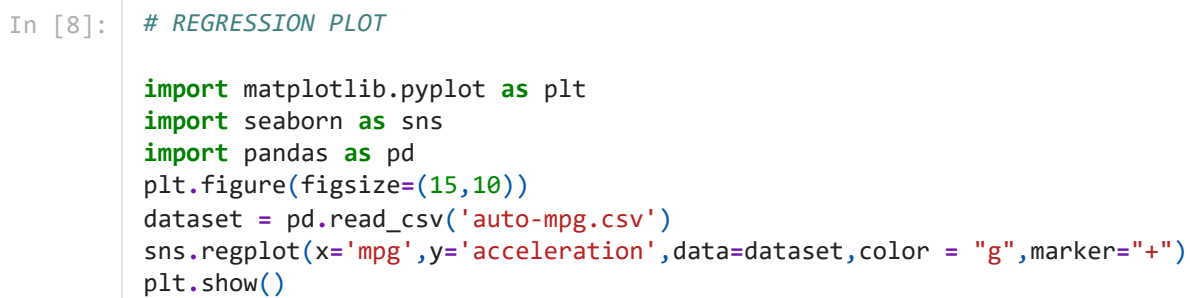 In [8]: # REGRESSION PLOT
import matplotlib.pyplot as plt
import seaborn as sns
import pandas as pd
plt.figure(figsize=(15,10))
dataset = pd.read_csv('auto-mpg.csv')
sns.regplot(x='mpg',y='acceleration',data=dataset,color = "g",marker="+")
plt.show()